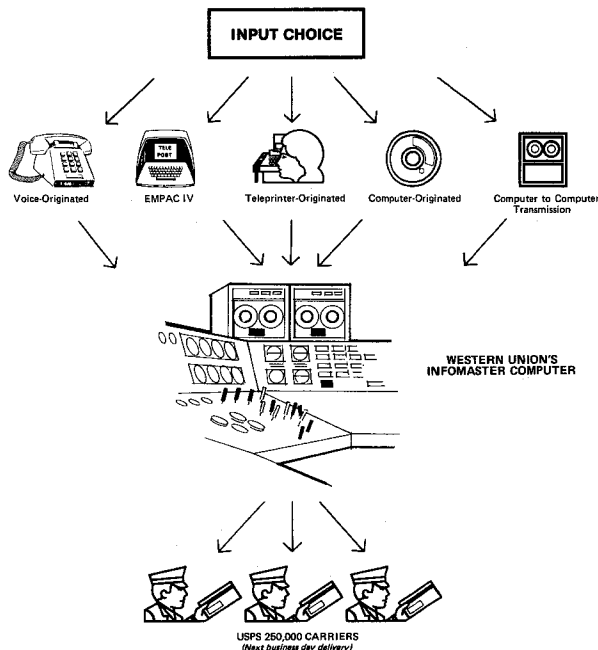 INPUT CHOICE
TELE
POST
Voice-Originated
EMPAC IV
Teleprinter-Originated
Computer-Originated
Computer to Computer
Transmission
WESTERN UNION'S
INFOMASTER COMPUTER
USPS 250,000 CARRIERS
(Next business day delivery)